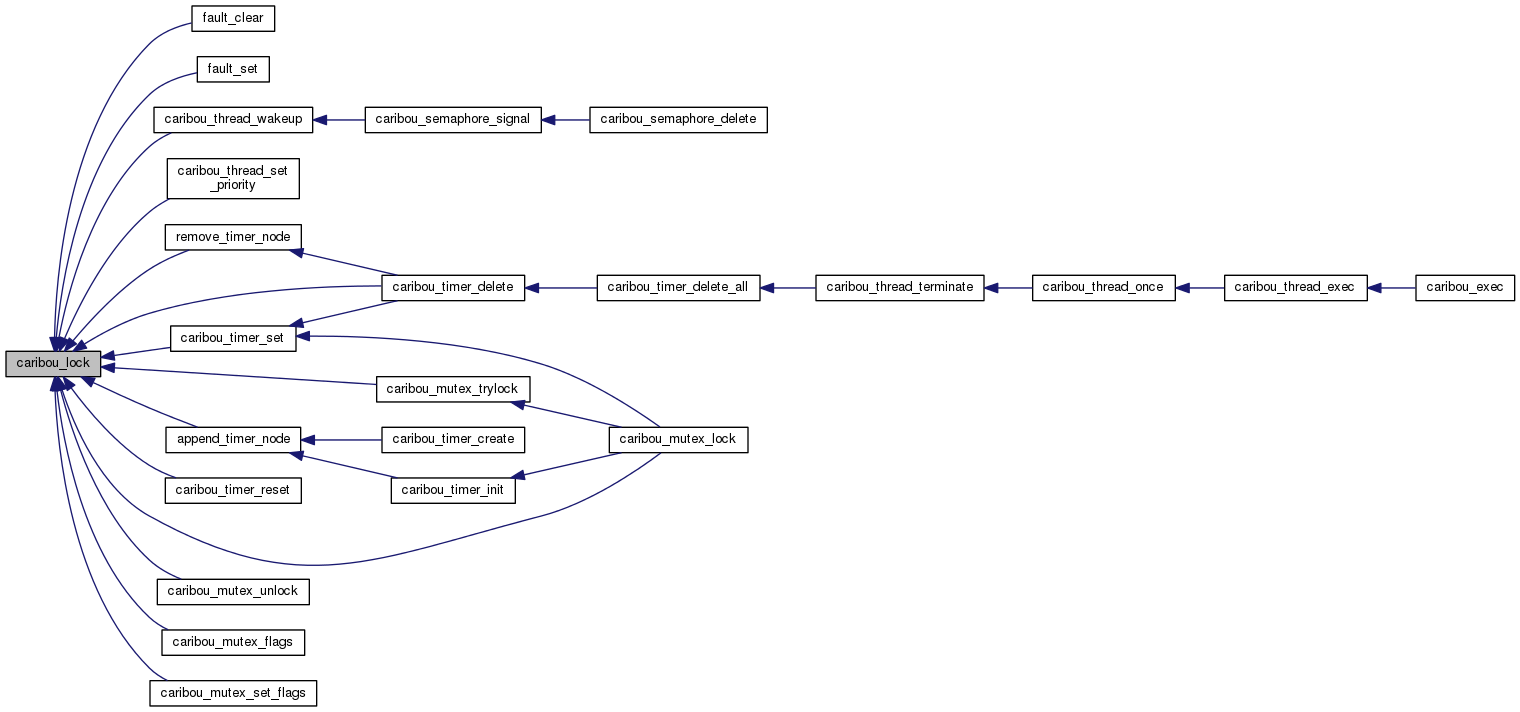 fault_clear
fault_set
caribou_thread_wakeup
caribou_semaphore_signal
caribou_semaphore_delete
caribou_thread_set
_priority
remove_timer_node
caribou_timer_delete
caribou_timer_delete_all
caribou_thread_terminate
caribou_thread_once
caribou_thread_exec
caribou_exec
caribou_timer_set
caribou_lock
caribou_mutex_trylock
append_timer_node
caribou_timer_create
caribou_mutex_lock
caribou_timer_reset
caribou_timer_init
caribou_mutex_unlock
caribou_mutex_flags
caribou_mutex_set_flags